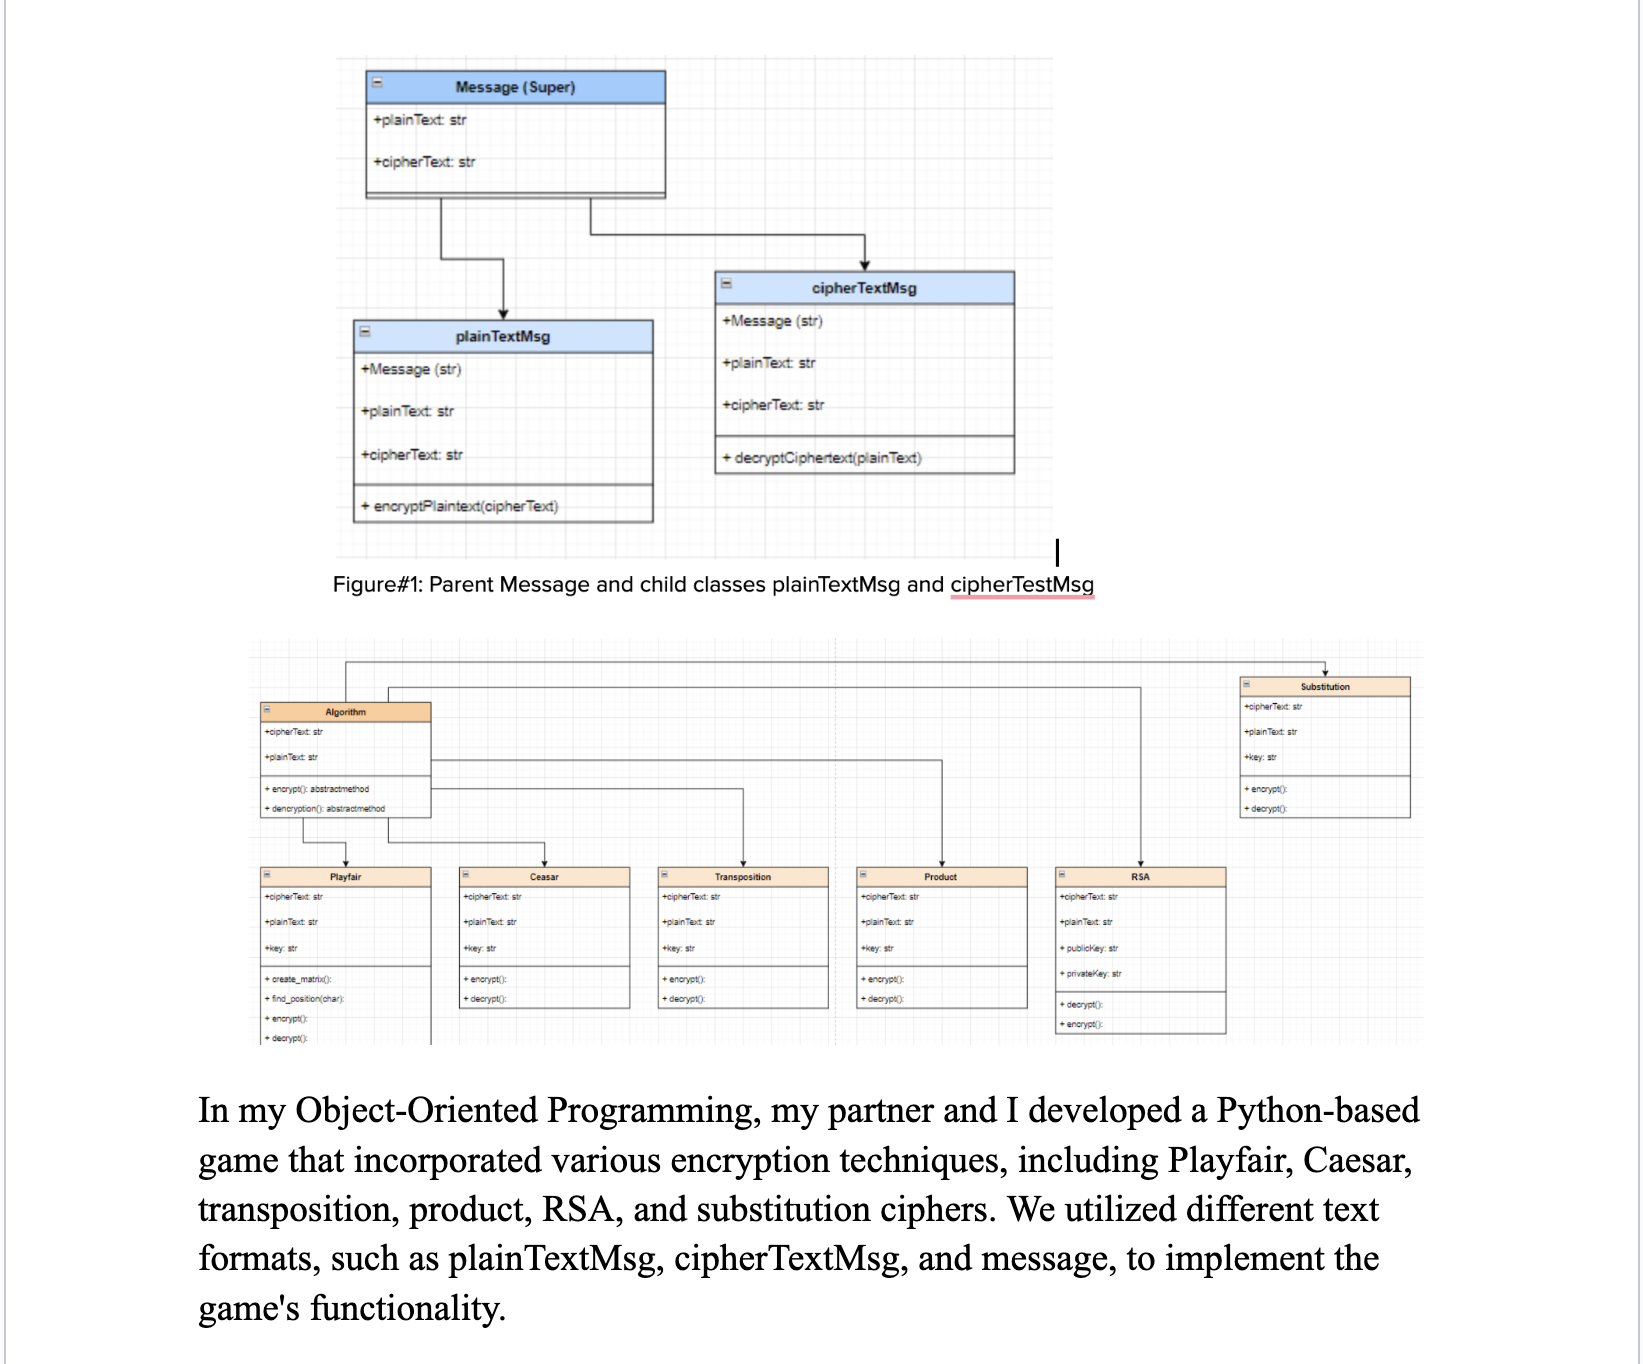 Message (Super)
+plainText: str
+cipherText: str
cipherTextMsg
+Message (str)
+plainText: str
+cipherText: str
+ decryptCiphertext(plainText)
plainTextMsg
+Message (str)
+plainText: str
+cipherText: str
+ encryptPlaintext(cipherText)
Figure#1: Parent Message and child classes plainTextMsg and cipherTestMsg
Algorithm
+cipherText: str
+plainText: str
+ encrypt(): abstractmethod
+ dencryption(): abstractmethod
Substitution
+cipherText: str
+plainText: str
+key: str
+ encrypt():
+ decrypt():
Playfair
+cipherText: str
+plainText: str
+key: str
+ create_matrix():
+ find_position(char):
+ encrypt():
+ decrypt():
Ceasar
+cipherText: str
+plainText: str
+key: str
+ encrypt():
+ decrypt():
Transposition
+cipherText: str
+plainText: str
+key: str
+ encrypt():
+ decrypt():
Product
+cipherText: str
+plainText: str
+key: str
+ encrypt():
+ decrypt():
RSA
+cipherText: str
+plainText: str
+ publicKey: str
+ privateKey: str
+ decrypt():
+ encrypt():
In my Object-Oriented Programming, my partner and I developed a Python-based
game that incorporated various encryption techniques, including Playfair, Caesar,
transposition, product, RSA, and substitution ciphers. We utilized different text
formats, such as plainTextMsg, cipherTextMsg, and message, to implement the
game's functionality.